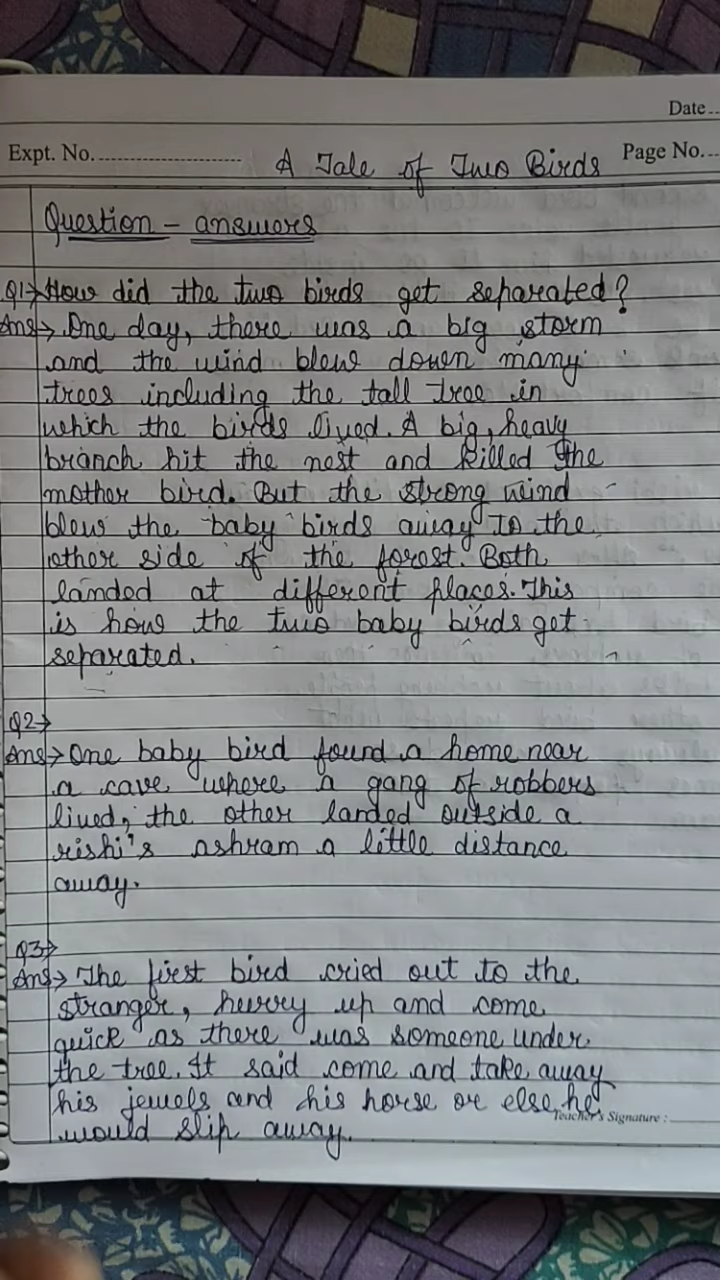 Date..
Expt. No. ................................ A Tale of Two Birds Page No...
Question - answers
Q1→ How did the two birds get separated?
Ans→ One day, there was a big storm
and the wind blew down many
trees including the tall tree in
which the birds lived. A big, heavy
branch hit the nest and killed the
mother bird. But the strong wind
blew the baby birds away to the
other side of the forest. Both
landed at different places. This
is how the two baby birds get
separated.
Q2→
Ans→ One baby bird found a home near
a cave where a gang of robbers
lived, the other landed outside a
rishi's ashram a little distance
away.
Q3→
Ans→ The first bird cried out to the
stranger, hurry up and come
quick as there was someone under
the tree. It said come and take away
his jewels and his horse or else he
Teacher's Signature :
would slip away.